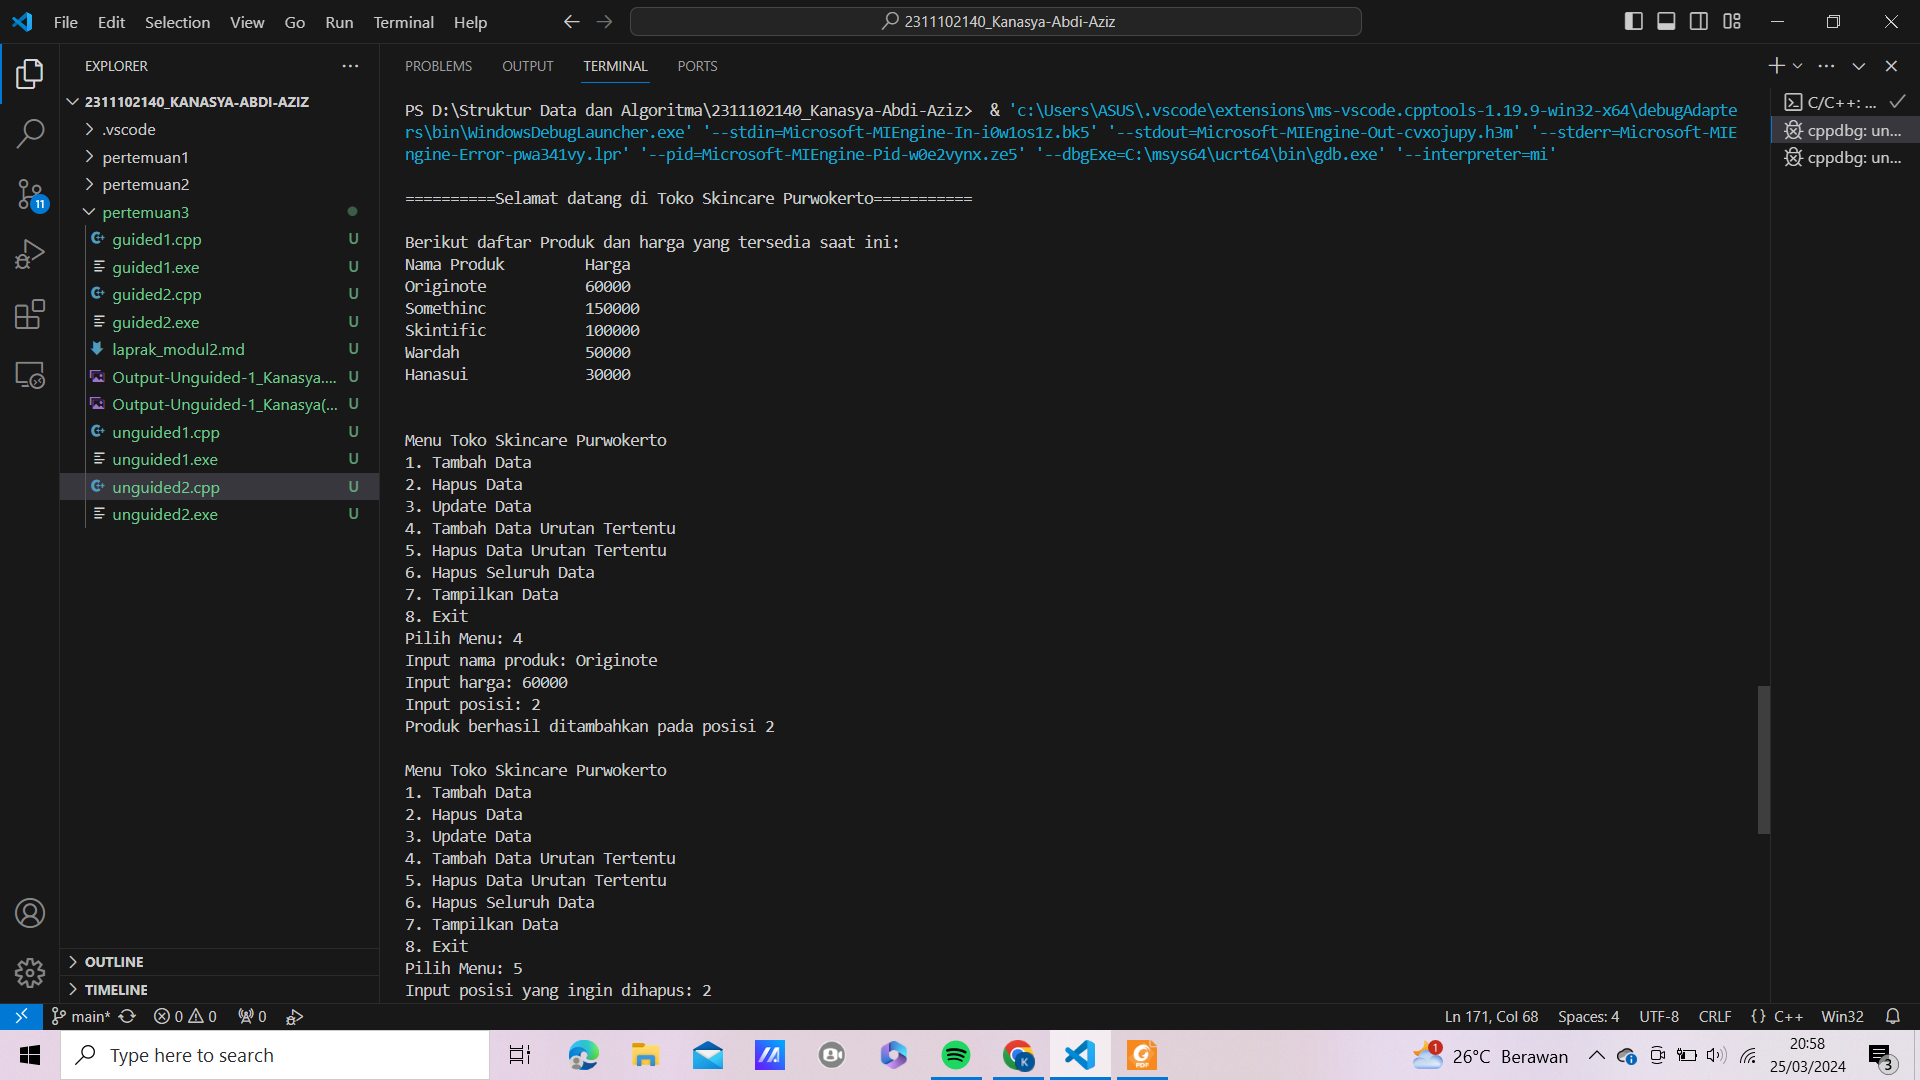 File Edit Selection View Go Run Terminal Help
2311102140_Kanasya-Abdi-Aziz
EXPLORER
2311102140_KANASYA-ABDI-AZIZ
.vscode
pertemuan1
pertemuan2
pertemuan3
guided1.cpp U
guided1.exe U
guided2.cpp U
guided2.exe U
laprak_modul2.md U
Output-Unguided-1_Kanasya.... U
Output-Unguided-1_Kanasya(... U
unguided1.cpp U
unguided1.exe U
unguided2.cpp U
unguided2.exe U
OUTLINE
TIMELINE
11
PROBLEMS OUTPUT TERMINAL PORTS
PS D:\Struktur Data dan Algoritma\2311102140_Kanasya-Abdi-Aziz> & 'c:\Users\ASUS\.vscode\extensions\ms-vscode.cpptools-1.19.9-win32-x64\debugAdapte
rs\bin\WindowsDebugLauncher.exe' '--stdin=Microsoft-MIEngine-In-i0w1os1z.bk5' '--stdout=Microsoft-MIEngine-Out-cvxojupy.h3m' '--stderr=Microsoft-MIE
ngine-Error-pwa341vy.lpr' '--pid=Microsoft-MIEngine-Pid-w0e2vynx.ze5' '--dbgExe=C:\msys64\ucrt64\bin\gdb.exe' '--interpreter=mi'
==========Selamat datang di Toko Skincare Purwokerto===========
Berikut daftar Produk dan harga yang tersedia saat ini:
Nama Produk Harga
Originote 60000
Somethinc 150000
Skintific 100000
Wardah 50000
Hanasui 30000
Menu Toko Skincare Purwokerto
1. Tambah Data
2. Hapus Data
3. Update Data
4. Tambah Data Urutan Tertentu
5. Hapus Data Urutan Tertentu
6. Hapus Seluruh Data
7. Tampilkan Data
8. Exit
Pilih Menu: 4
Input nama produk: Originote
Input harga: 60000
Input posisi: 2
Produk berhasil ditambahkan pada posisi 2
Menu Toko Skincare Purwokerto
1. Tambah Data
2. Hapus Data
3. Update Data
4. Tambah Data Urutan Tertentu
5. Hapus Data Urutan Tertentu
6. Hapus Seluruh Data
7. Tampilkan Data
8. Exit
Pilih Menu: 5
Input posisi yang ingin dihapus: 2
C/C++: ...
cppdbg: un...
cppdbg: un...
main* 0 0 0 Ln 171, Col 68 Spaces: 4 UTF-8 CRLF {} C++ Win32
Type here to search
1 26°C Berawan
20:58
25/03/2024
3